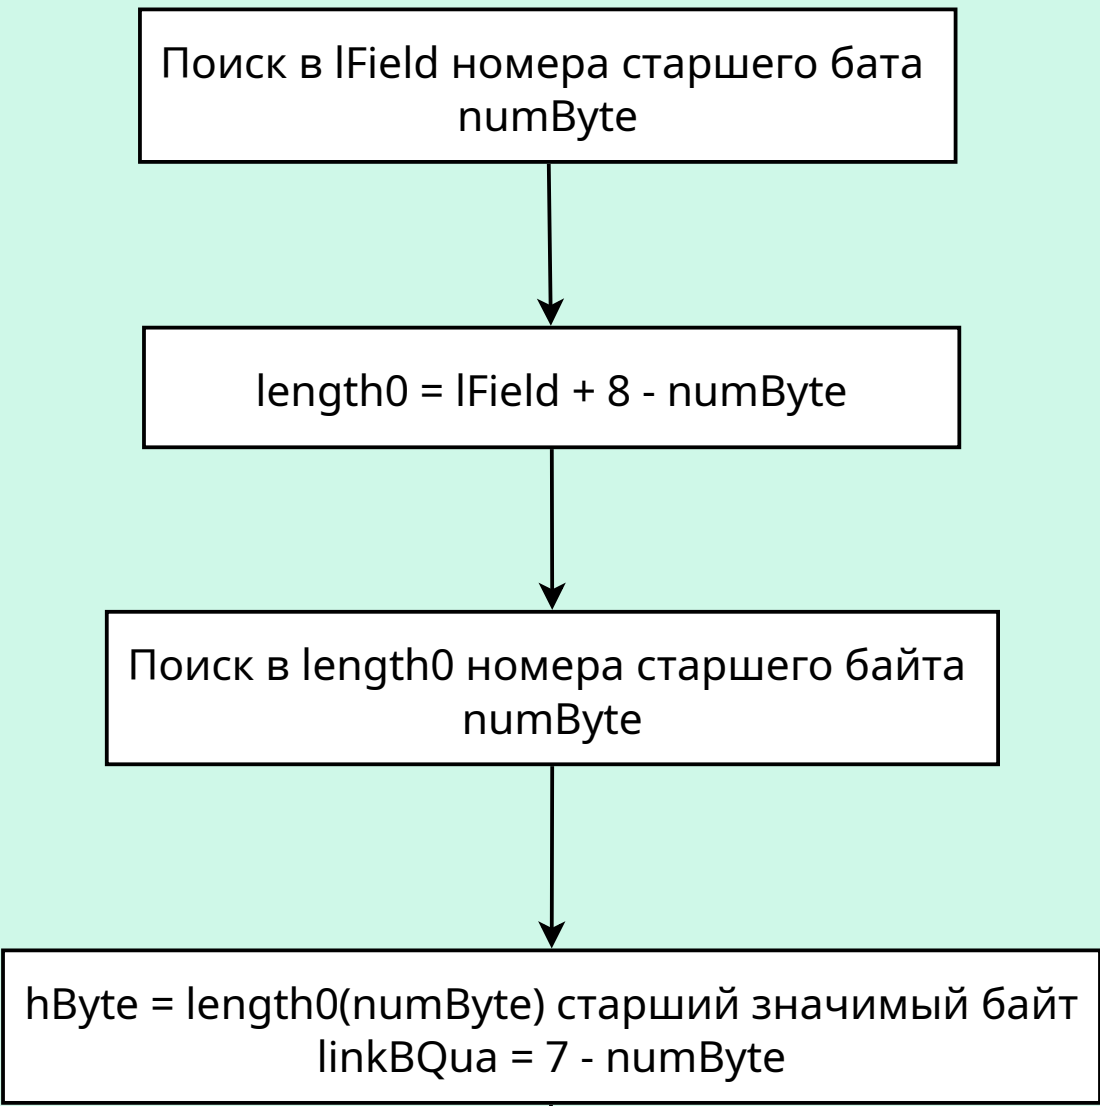 Поиск в lField номера старшего бата
numByte
length0 = lField + 8 - numByte
Поиск в length0 номера старшего байта
numByte
hByte = length0(numByte) старший значимый байт
linkBQua = 7 - numByte